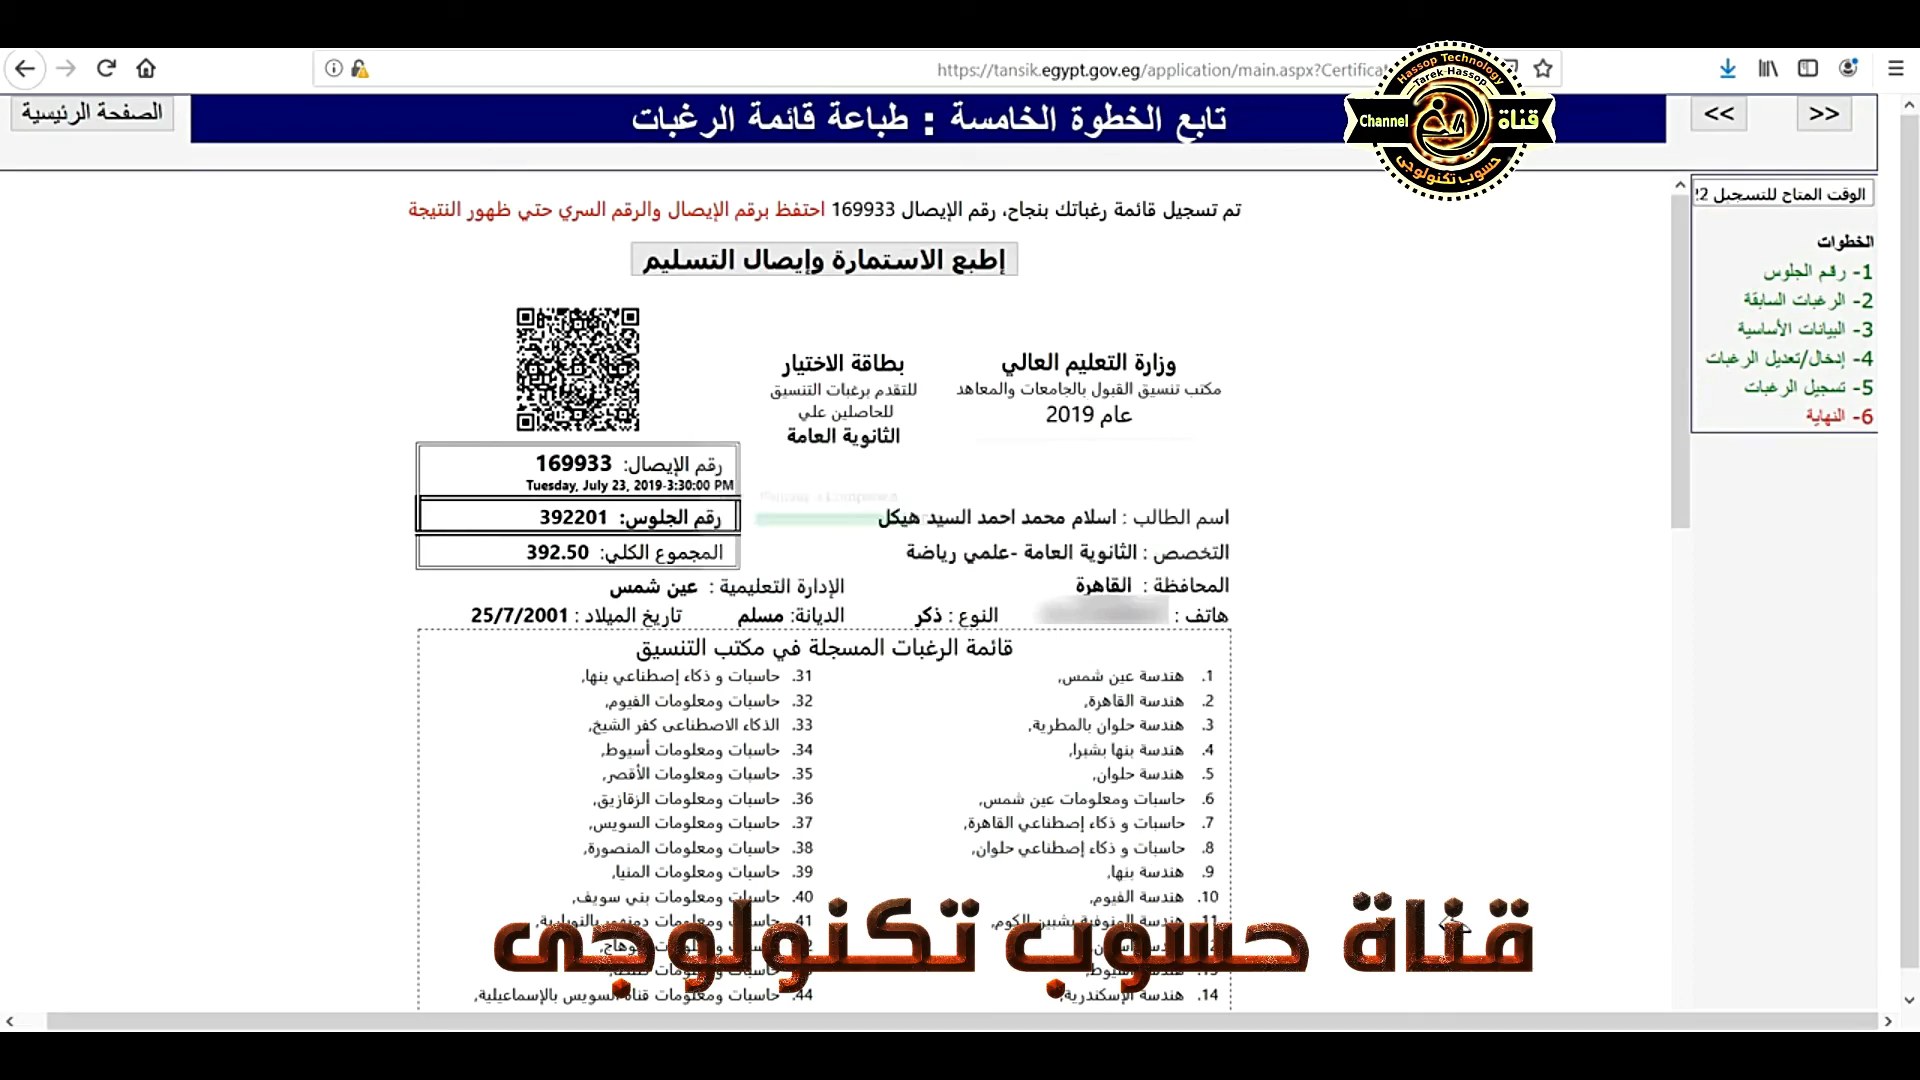 https://tansik.egypt.gov.eg/application/main.aspx?Certifica
Hassop Technology
Tarek-Hassop
Channel
قناة
حسوب تكنولوجى
الصفحة الرئيسية
تابع الخطوة الخامسة : طباعة قائمة الرغبات
<<
>>
الوقت المتاح للتسجيل 2!
الخطوات
1- رقم الجلوس
2- الرغبات السابقة
3- البيانات الأساسية
4- إدخال/تعديل الرغبات
5- تسجيل الرغبات
6- النهاية
تم تسجيل قائمة رغباتك بنجاح، رقم الإيصال 169933 احتفظ برقم الإيصال والرقم السري حتي ظهور النتيجة
إطبع الاستمارة وإيصال التسليم
وزارة التعليم العالي
مكتب تنسيق القبول بالجامعات والمعاهد
عام 2019
بطاقة الاختيار
للتقدم برغبات التنسيق
للحاصلين علي
الثانوية العامة
رقم الإيصال: 169933
Tuesday, July 23, 2019-3:30:00 PM
رقم الجلوس: 392201
المجموع الكلي: 392.50
اسم الطالب : اسلام محمد احمد السيد هيكل
التخصص : الثانوية العامة -علمي رياضة
المحافظة : القاهرة
الإدارة التعليمية : عين شمس
هاتف :
النوع : ذكر
الديانة: مسلم
تاريخ الميلاد : 25/7/2001
قائمة الرغبات المسجلة في مكتب التنسيق
1. هندسة عين شمس,
2. هندسة القاهرة,
3. هندسة حلوان بالمطرية,
4. هندسة بنها بشبرا,
5. هندسة حلوان,
6. حاسبات ومعلومات عين شمس,
7. حاسبات و ذكاء إصطناعي القاهرة,
8. حاسبات و ذكاء إصطناعي حلوان,
9. هندسة بنها,
10. هندسة الفيوم,
11. هندسة المنوفية بشبين الكوم,
14. هندسة الإسكندرية,
31. حاسبات و ذكاء إصطناعي بنها,
32. حاسبات ومعلومات الفيوم,
33. الذكاء الاصطناعى كفر الشيخ,
34. حاسبات ومعلومات أسيوط,
35. حاسبات ومعلومات الأقصر,
36. حاسبات ومعلومات الزقازيق,
37. حاسبات ومعلومات السويس,
38. حاسبات ومعلومات المنصورة,
39. حاسبات ومعلومات المنيا,
40. حاسبات ومعلومات بني سويف,
41. حاسبات ومعلومات دمنهور بالنوبارية,
44. حاسبات ومعلومات قناة السويس بالإسماعيلية,
قناة حسوب تكنولوجى